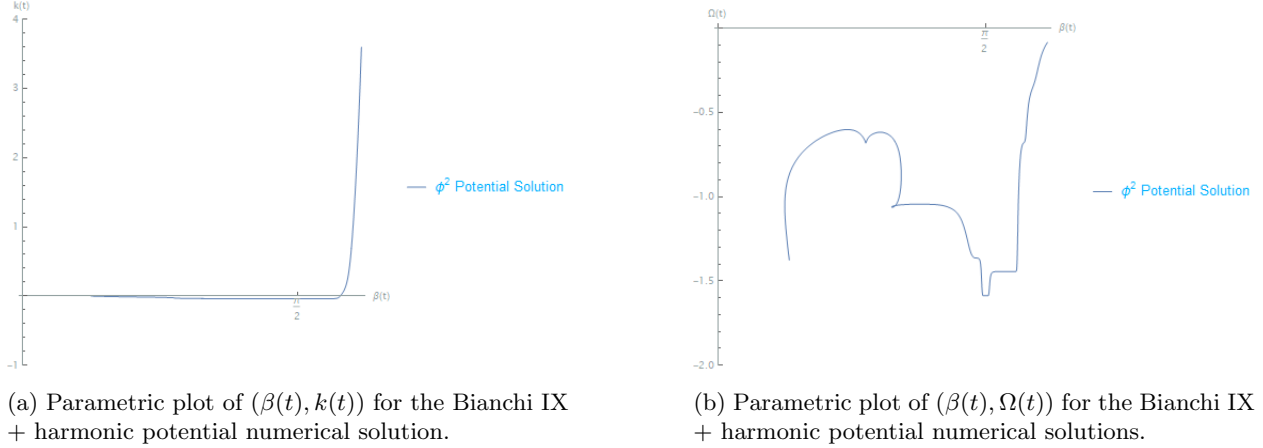 k(t)
4
3
2
1
-1
π/2
β(t)
ϕ² Potential Solution
(a) Parametric plot of (β(t), k(t)) for the Bianchi IX
+ harmonic potential numerical solution.
Ω(t)
π/2
β(t)
-0.5
-1.0
-1.5
-2.0
ϕ² Potential Solution
(b) Parametric plot of (β(t), Ω(t)) for the Bianchi IX
+ harmonic potential numerical solutions.